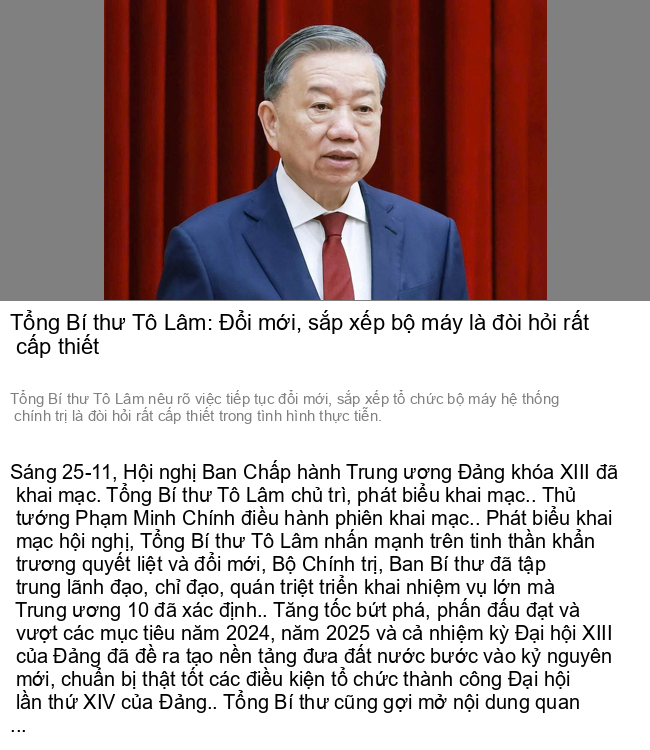 Tổng Bí thư Tô Lâm: Đổi mới, sắp xếp bộ máy là đòi hỏi rất
cấp thiết
Tổng Bí thư Tô Lâm nêu rõ việc tiếp tục đổi mới, sắp xếp tổ chức bộ máy hệ thống
chính trị là đòi hỏi rất cấp thiết trong tình hình thực tiễn.
Sáng 25-11, Hội nghị Ban Chấp hành Trung ương Đảng khóa XIII đã
khai mạc. Tổng Bí thư Tô Lâm chủ trì, phát biểu khai mạc.. Thủ
tướng Phạm Minh Chính điều hành phiên khai mạc.. Phát biểu khai
mạc hội nghị, Tổng Bí thư Tô Lâm nhấn mạnh trên tinh thần khẩn
trương quyết liệt và đổi mới, Bộ Chính trị, Ban Bí thư đã tập
trung lãnh đạo, chỉ đạo, quán triệt triển khai nhiệm vụ lớn mà
Trung ương 10 đã xác định.. Tăng tốc bứt phá, phấn đấu đạt và
vượt các mục tiêu năm 2024, năm 2025 và cả nhiệm kỳ Đại hội XIII
của Đảng đã đề ra tạo nền tảng đưa đất nước bước vào kỷ nguyên
mới, chuẩn bị thật tốt các điều kiện tổ chức thành công Đại hội
lần thứ XIV của Đảng.. Tổng Bí thư cũng gợi mở nội dung quan
...